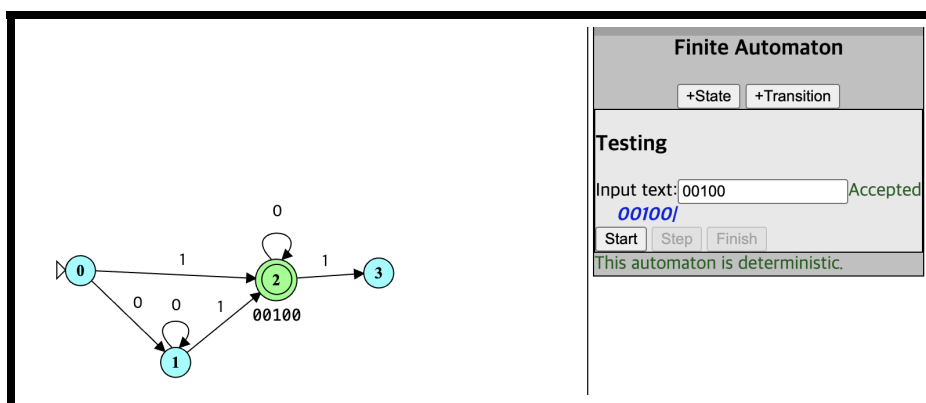 Finite Automaton
+State +Transition
Testing
Input text: 00100 Accepted
00100|
Start Step Finish
This automaton is deterministic.
0
0 1 2 1 3
0 0 1 00100
1